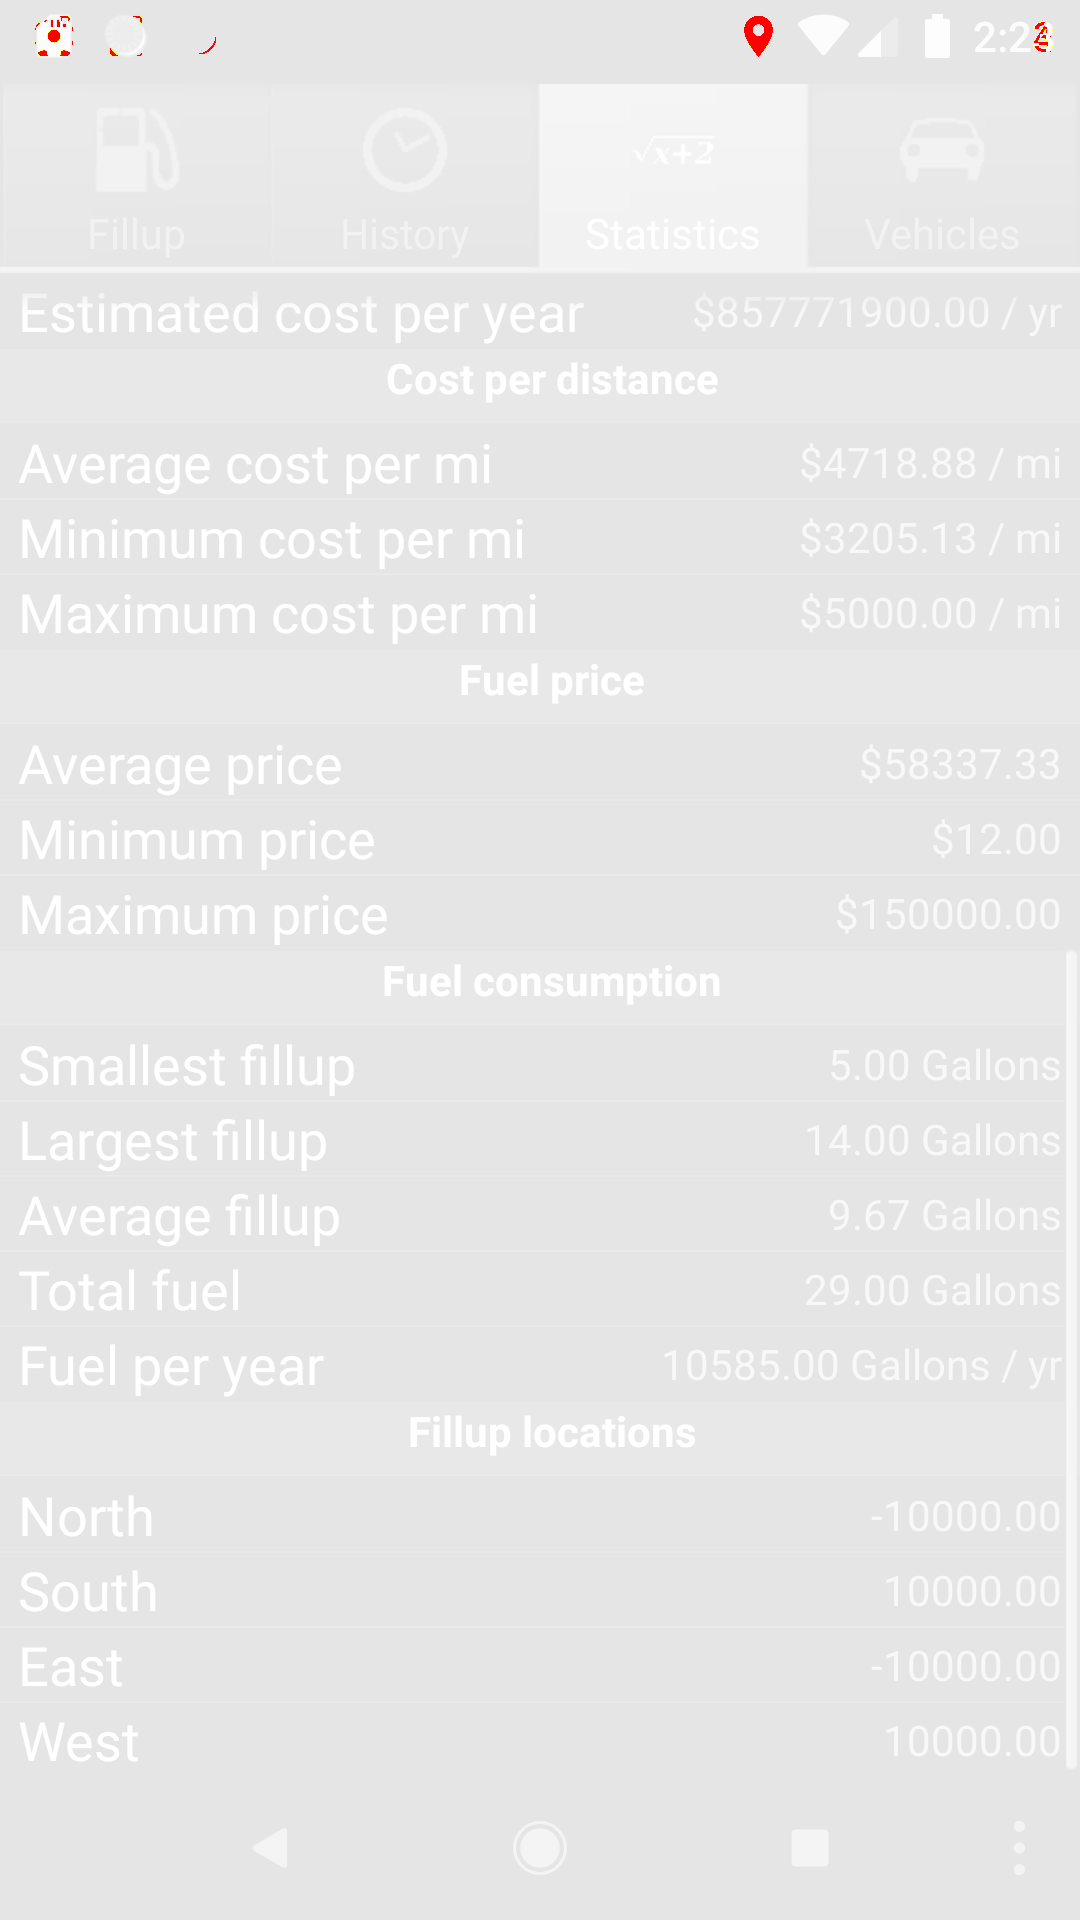 Fillup History √x+2 Statistics Vehicles
Estimated cost per year $857771900.00 / yr
Cost per distance
Average cost per mi $4718.88 / mi
Minimum cost per mi $3205.13 / mi
Maximum cost per mi $5000.00 / mi
Fuel price
Average price $58337.33
Minimum price $12.00
Maximum price $150000.00
Fuel consumption
Smallest fillup 5.00 Gallons
Largest fillup 14.00 Gallons
Average fillup 9.67 Gallons
Total fuel 29.00 Gallons
Fuel per year 10585.00 Gallons / yr
Fillup locations
North -10000.00
South 10000.00
East -10000.00
West 10000.00